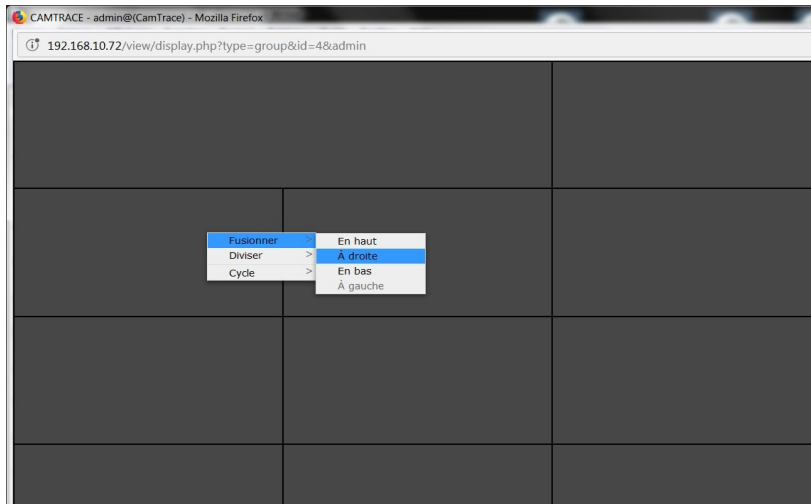 CAMTRACE - admin@(CamTrace) - Mozilla Firefox
192.168.10.72/view/display.php?type=group&id=4&admin
Fusionner >
En haut
Diviser >
À droite
Cycle >
En bas
À gauche